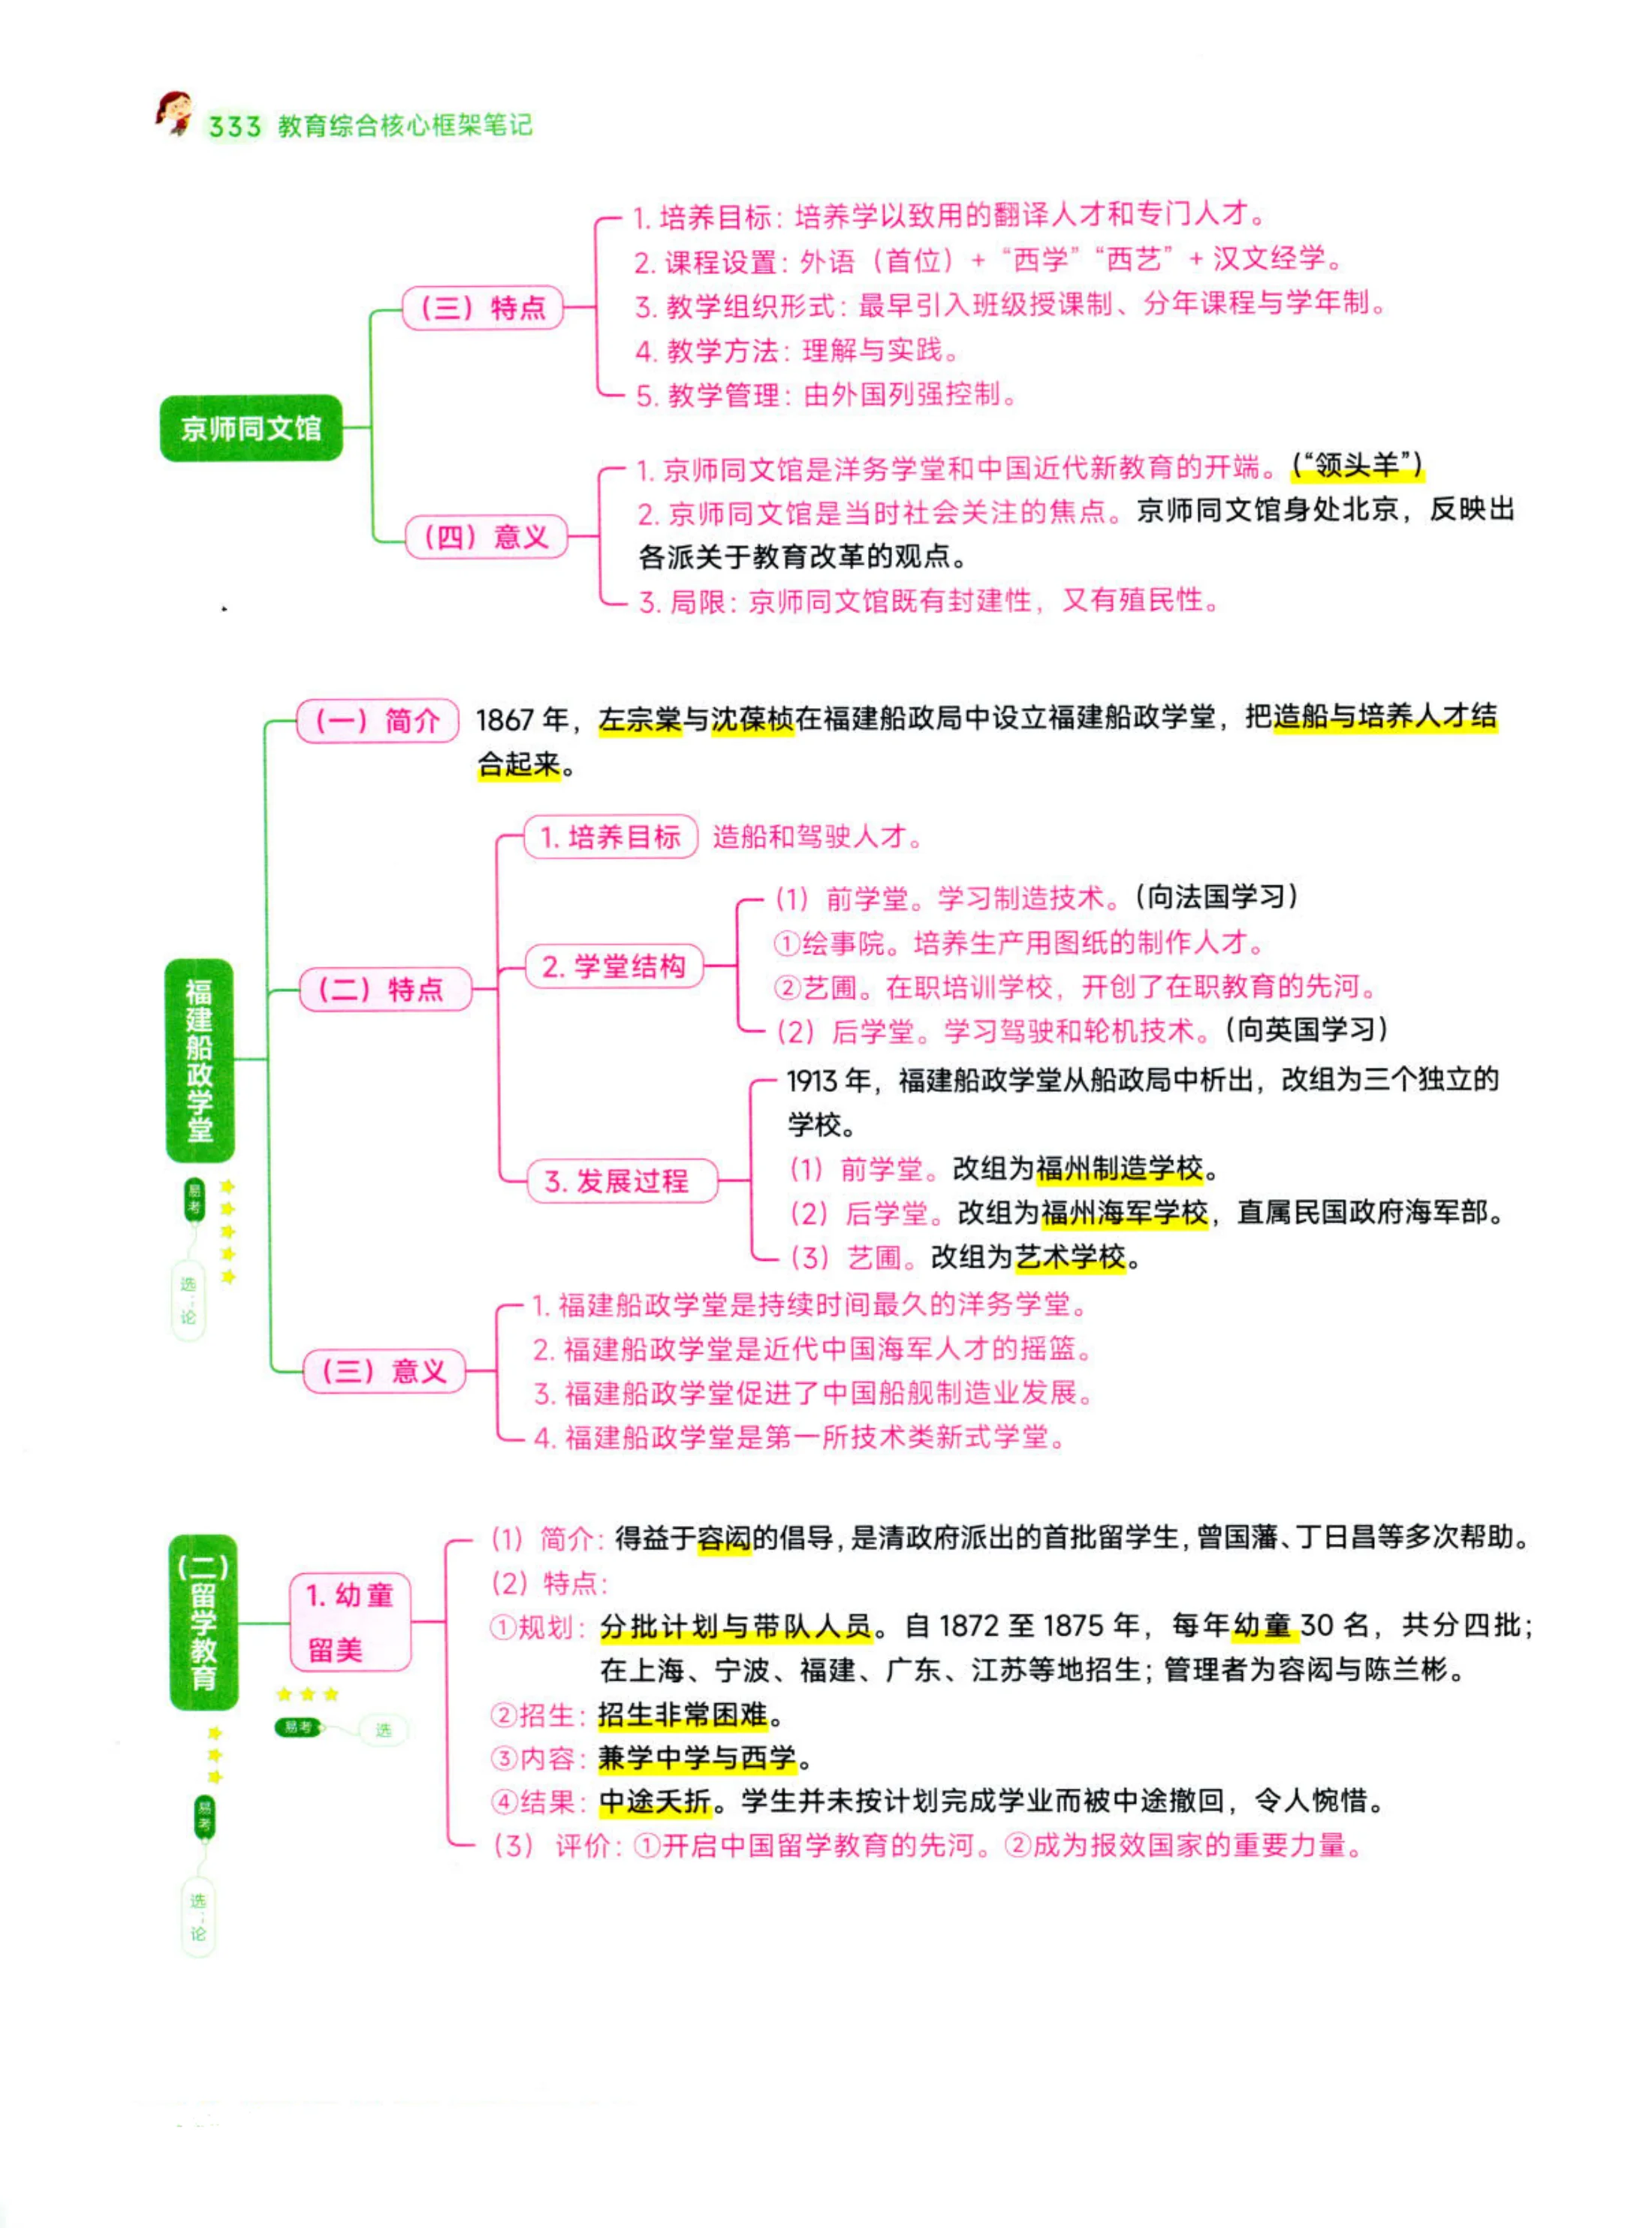 333 教育综合核心框架笔记
京师同文馆
（三）特点
1. 培养目标：培养学以致用的翻译人才和专门人才。
2. 课程设置：外语（首位）+“西学”“西艺”+ 汉文经学。
3. 教学组织形式：最早引入班级授课制、分年课程与学年制。
4. 教学方法：理解与实践。
5. 教学管理：由外国列强控制。
（四）意义
1. 京师同文馆是洋务学堂和中国近代新教育的开端。（“领头羊”）
2. 京师同文馆是当时社会关注的焦点。京师同文馆身处北京，反映出
各派关于教育改革的观点。
3. 局限：京师同文馆既有封建性，又有殖民性。
福建船政学堂
易考
选、论
（一）简介
1867 年，左宗棠与沈葆桢在福建船政局中设立福建船政学堂，把造船与培养人才结
合起来。
（二）特点
1. 培养目标 造船和驾驶人才。
2. 学堂结构
（1）前学堂。学习制造技术。（向法国学习）
①绘事院。培养生产用图纸的制作人才。
②艺圃。在职培训学校，开创了在职教育的先河。
（2）后学堂。学习驾驶和轮机技术。（向英国学习）
3. 发展过程
1913 年，福建船政学堂从船政局中析出，改组为三个独立的
学校。
（1）前学堂。改组为福州制造学校。
（2）后学堂。改组为福州海军学校，直属民国政府海军部。
（3）艺圃。改组为艺术学校。
（三）意义
1. 福建船政学堂是持续时间最久的洋务学堂。
2. 福建船政学堂是近代中国海军人才的摇篮。
3. 福建船政学堂促进了中国船舰制造业发展。
4. 福建船政学堂是第一所技术类新式学堂。
（二）留学教育
易考
选、论
1. 幼童
留美
易考 选
（1）简介：得益于容闳的倡导，是清政府派出的首批留学生，曾国藩、丁日昌等多次帮助。
（2）特点：
①规划：分批计划与带队人员。自 1872 至 1875 年，每年幼童 30 名，共分四批；
在上海、宁波、福建、广东、江苏等地招生；管理者为容闳与陈兰彬。
②招生：招生非常困难。
③内容：兼学中学与西学。
④结果：中途夭折。学生并未按计划完成学业而被中途撤回，令人惋惜。
（3）评价：①开启中国留学教育的先河。②成为报效国家的重要力量。